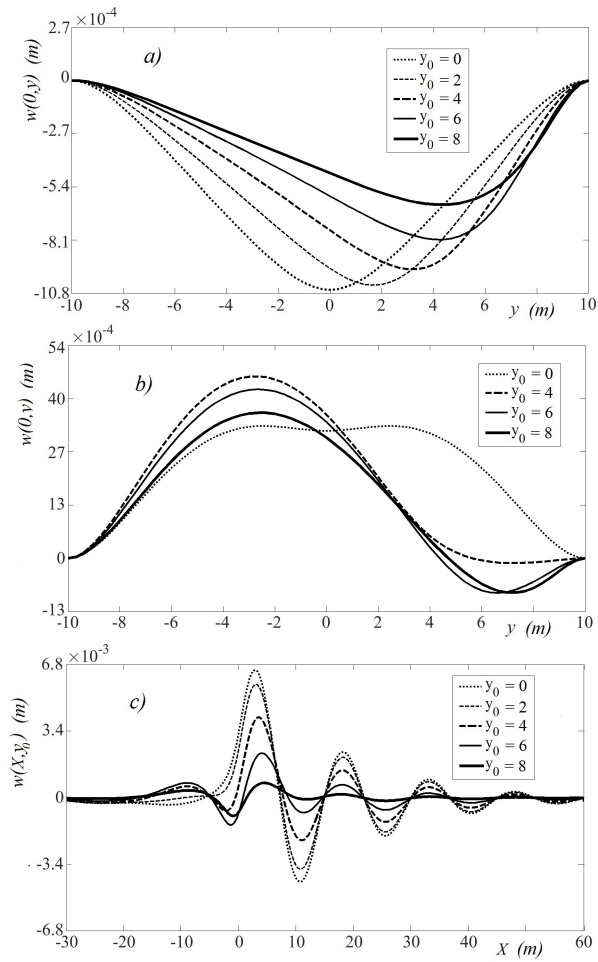 ×10⁻⁴
2.7
0
-2.7
-5.4
-8.1
-10.8
w(0,y) (m)
a)
y₀ = 0
y₀ = 2
y₀ = 4
y₀ = 6
y₀ = 8
-10 -8 -6 -4 -2 0 2 4 6 8 10
y (m)
×10⁻⁴
54
40
27
13
0
-13
w(0,y) (m)
b)
y₀ = 0
y₀ = 4
y₀ = 6
y₀ = 8
-10 -8 -6 -4 -2 0 2 4 6 8 10
y (m)
×10⁻³
6.8
3.4
0
-3.4
-6.8
w(X,y₀) (m)
c)
y₀ = 0
y₀ = 2
y₀ = 4
y₀ = 6
y₀ = 8
-30 -20 -10 0 10 20 30 40 50 60
X (m)